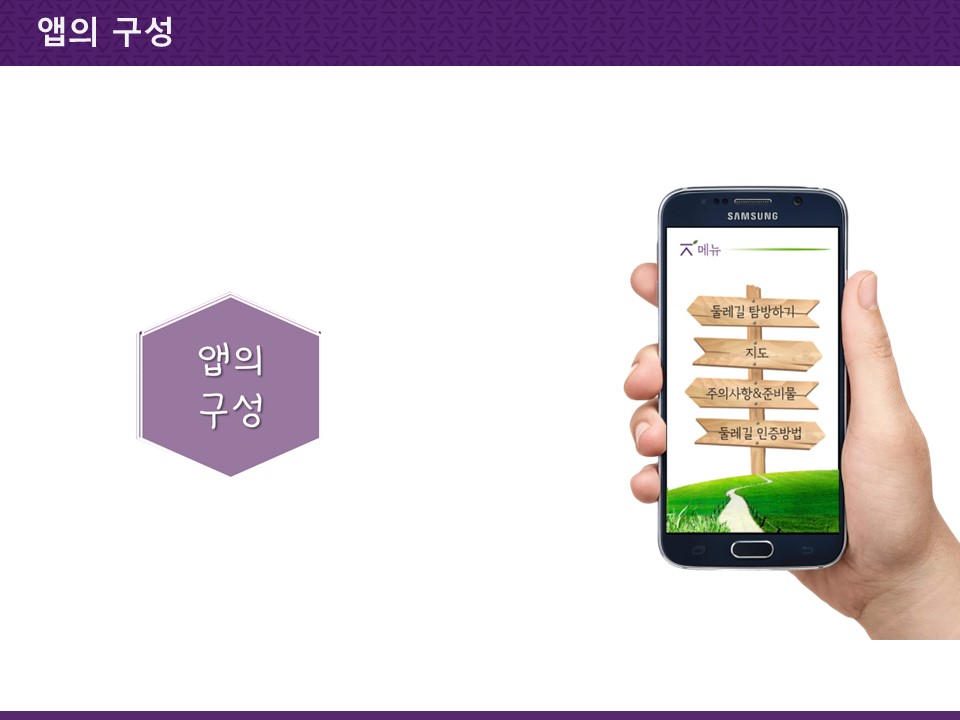 앱의 구성
앱의
구성
SAMSUNG
메뉴
둘레길 탐방하기
지도
주의사항&준비물
둘레길 인증방법